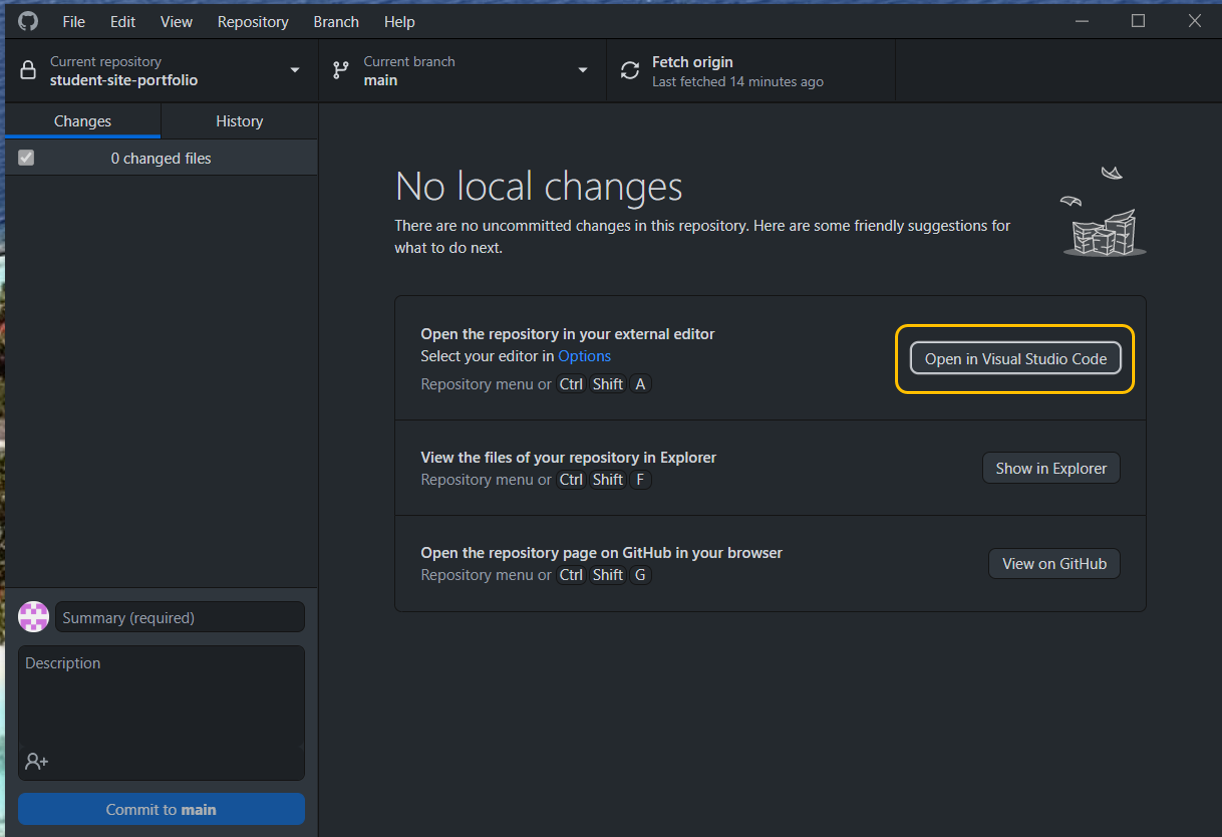 File Edit View Repository Branch Help
Current repository
student-site-portfolio
Current branch
main
Fetch origin
Last fetched 14 minutes ago
Changes
History
0 changed files
No local changes
There are no uncommitted changes in this repository. Here are some friendly suggestions for
what to do next.
Open the repository in your external editor
Select your editor in Options
Repository menu or Ctrl Shift A
Open in Visual Studio Code
View the files of your repository in Explorer
Repository menu or Ctrl Shift F
Show in Explorer
Open the repository page on GitHub in your browser
Repository menu or Ctrl Shift G
View on GitHub
Summary (required)
Description
Commit to main